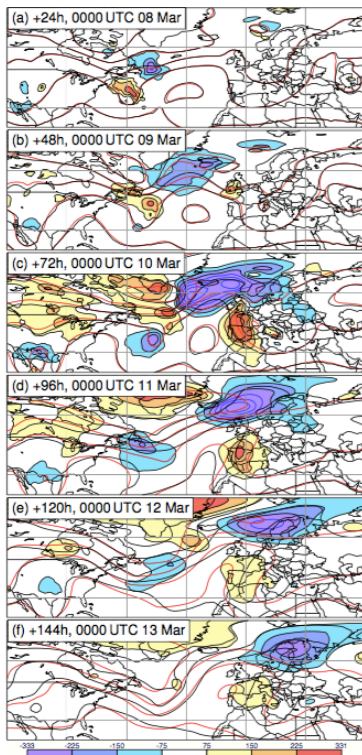 (a) +24h, 0000 UTC 08 Mar
(b) +48h, 0000 UTC 09 Mar
(c) +72h, 0000 UTC 10 Mar
(d) +96h, 0000 UTC 11 Mar
(e) +120h, 0000 UTC 12 Mar
(f) +144h, 0000 UTC 13 Mar
-333 -225 -150 -75 75 150 225 331